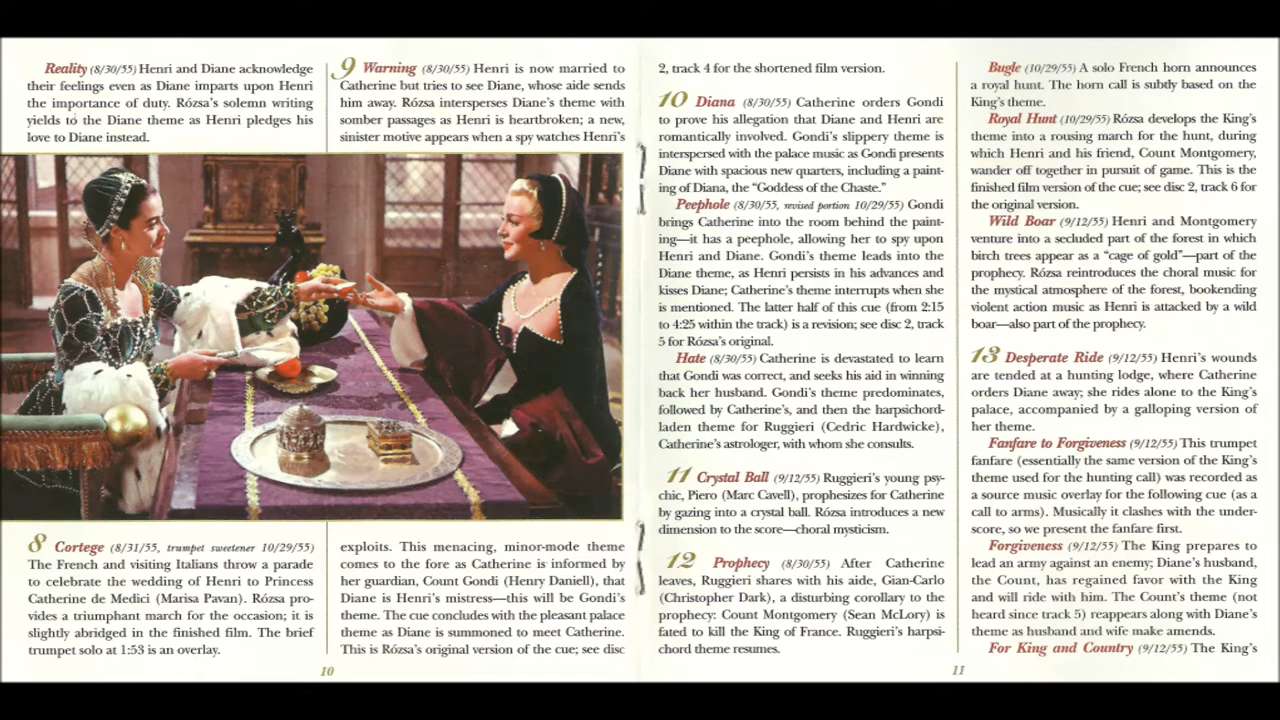 Reality (8/30/55) Henri and Diane acknowledge
their feelings even as Diane imparts upon Henri
the importance of duty. Rózsa's solemn writing
yields to the Diane theme as Henri pledges his
love to Diane instead.
8 Cortege (8/31/55, trumpet sweetener 10/29/55)
The French and visiting Italians throw a parade
to celebrate the wedding of Henri to Princess
Catherine de Medici (Marisa Pavan). Rózsa pro-
vides a triumphant march for the occasion; it is
slightly abridged in the finished film. The brief
trumpet solo at 1:53 is an overlay.
9 Warning (8/30/55) Henri is now married to
Catherine but tries to see Diane, whose aide sends
him away. Rózsa intersperses Diane's theme with
somber passages as Henri is heartbroken; a new,
sinister motive appears when a spy watches Henri's
exploits. This menacing, minor-mode theme
comes to the fore as Catherine is informed by
her guardian, Count Gondi (Henry Daniell), that
Diane is Henri's mistress—this will be Gondi's
theme. The cue concludes with the pleasant palace
theme as Diane is summoned to meet Catherine.
This is Rózsa's original version of the cue; see disc
10
2, track 4 for the shortened film version.
10 Diana (8/30/55) Catherine orders Gondi
to prove his allegation that Diane and Henri are
romantically involved. Gondi's slippery theme is
interspersed with the palace music as Gondi presents
Diane with spacious new quarters, including a paint-
ing of Diana, the "Goddess of the Chaste."
Peephole (8/30/55, revised portion 10/29/55) Gondi
brings Catherine into the room behind the paint-
ing—it has a peephole, allowing her to spy upon
Henri and Diane. Gondi's theme leads into the
Diane theme, as Henri persists in his advances and
kisses Diane; Catherine's theme interrupts when she
is mentioned. The latter half of this cue (from 2:15
to 4:25 within the track) is a revision; see disc 2, track
5 for Rózsa's original.
Hate (8/30/55) Catherine is devastated to learn
that Gondi was correct, and seeks his aid in winning
back her husband. Gondi's theme predominates,
followed by Catherine's, and then the harpsichord-
laden theme for Ruggieri (Cedric Hardwicke),
Catherine's astrologer, with whom she consults.
11 Crystal Ball (9/12/55) Ruggieri's young psy-
chic, Piero (Marc Cavell), prophesizes for Catherine
by gazing into a crystal ball. Rózsa introduces a new
dimension to the score—choral mysticism.
12 Prophecy (8/30/55) After Catherine
leaves, Ruggieri shares with his aide, Gian-Carlo
(Christopher Dark), a disturbing corollary to the
prophecy: Count Montgomery (Sean McLory) is
fated to kill the King of France. Ruggieri's harpsi-
chord theme resumes.
Bugle (10/29/55) A solo French horn announces
a royal hunt. The horn call is subtly based on the
King's theme.
Royal Hunt (10/29/55) Rózsa develops the King's
theme into a rousing march for the hunt, during
which Henri and his friend, Count Montgomery,
wander off together in pursuit of game. This is the
finished film version of the cue; see disc 2, track 6 for
the original version.
Wild Boar (9/12/55) Henri and Montgomery
venture into a secluded part of the forest in which
birch trees appear as a "cage of gold"—part of the
prophecy. Rózsa reintroduces the choral music for
the mystical atmosphere of the forest, bookending
violent action music as Henri is attacked by a wild
boar—also part of the prophecy.
13 Desperate Ride (9/12/55) Henri's wounds
are tended at a hunting lodge, where Catherine
orders Diane away; she rides alone to the King's
palace, accompanied by a galloping version of
her theme.
Fanfare to Forgiveness (9/12/55) This trumpet
fanfare (essentially the same version of the King's
theme used for the hunting call) was recorded as
a source music overlay for the following cue (as a
call to arms). Musically it clashes with the under-
score, so we present the fanfare first.
Forgiveness (9/12/55) The King prepares to
lead an army against an enemy; Diane's husband,
the Count, has regained favor with the King
and will ride with him. The Count's theme (not
heard since track 5) reappears along with Diane's
theme as husband and wife make amends.
For King and Country (9/12/55) The King's
11